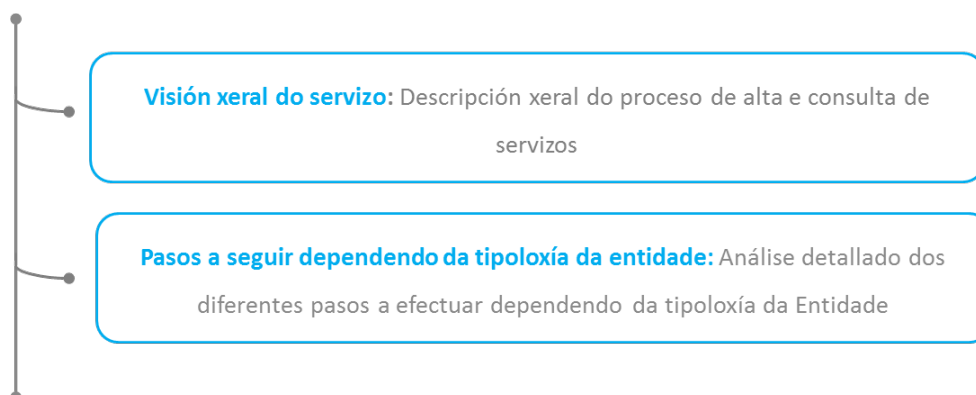 Visión xeral do servizo: Descripción xeral do proceso de alta e consulta de
servizos
Pasos a seguir dependendo da tipoloxía da entidade: Análise detallado dos
diferentes pasos a efectuar dependendo da tipoloxía da Entidade